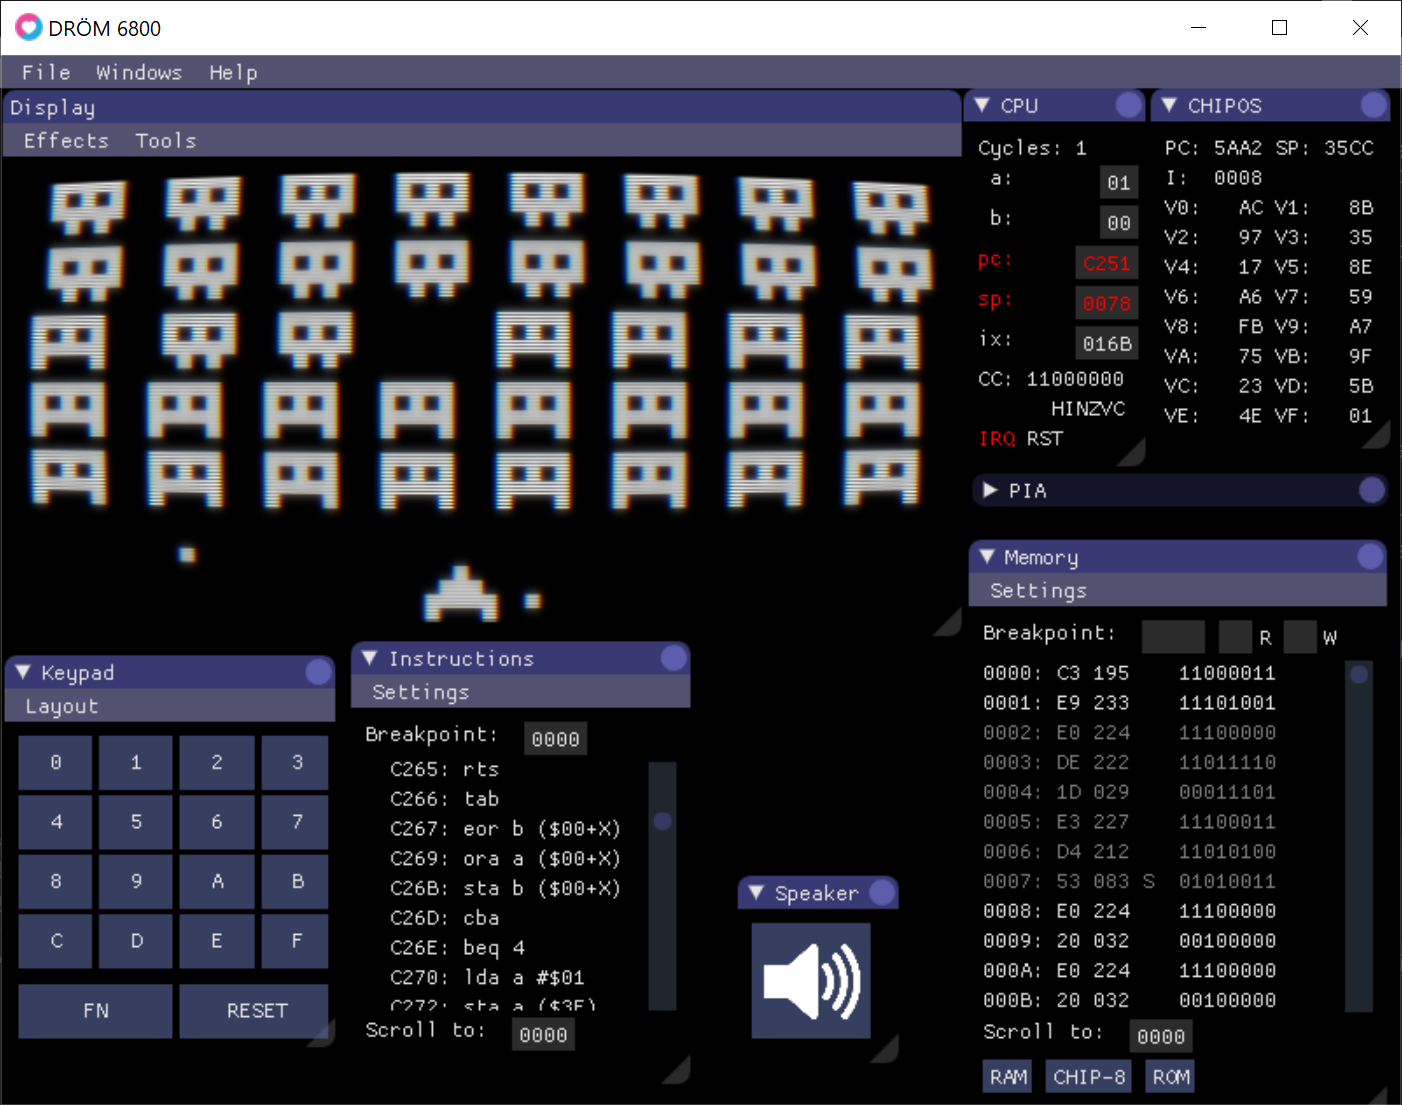 DRÖM 6800
File Windows Help
Display
Effects Tools
CPU
Cycles: 1
a: 01
b: 00
pc: C251
sp: 0078
ix: 016B
CC: 11000000
HINZVC
IRQ RST
CHIPOS
PC: 5AA2 SP: 35CC
I: 0008
V0: AC V1: 8B
V2: 97 V3: 35
V4: 17 V5: 8E
V6: A6 V7: 59
V8: FB V9: A7
VA: 75 VB: 9F
VC: 23 VD: 5B
VE: 4E VF: 01
PIA
Keypad
Layout
0 1 2 3
4 5 6 7
8 9 A B
C D E F
FN RESET
Instructions
Settings
Breakpoint: 0000
C265: rts
C266: tab
C267: eor b ($00+X)
C269: ora a ($00+X)
C26B: sta b ($00+X)
C26D: cba
C26E: beq 4
C270: lda a #$01
C272: sta a ($3F)
Scroll to: 0000
Speaker
Memory
Settings
Breakpoint: R W
0000: C3 195 11000011
0001: E9 233 11101001
0002: E0 224 11100000
0003: DE 222 11011110
0004: 1D 029 00011101
0005: E3 227 11100011
0006: D4 212 11010100
0007: 53 083 S 01010011
0008: E0 224 11100000
0009: 20 032 00100000
000A: E0 224 11100000
000B: 20 032 00100000
Scroll to: 0000
RAM CHIP-8 ROM